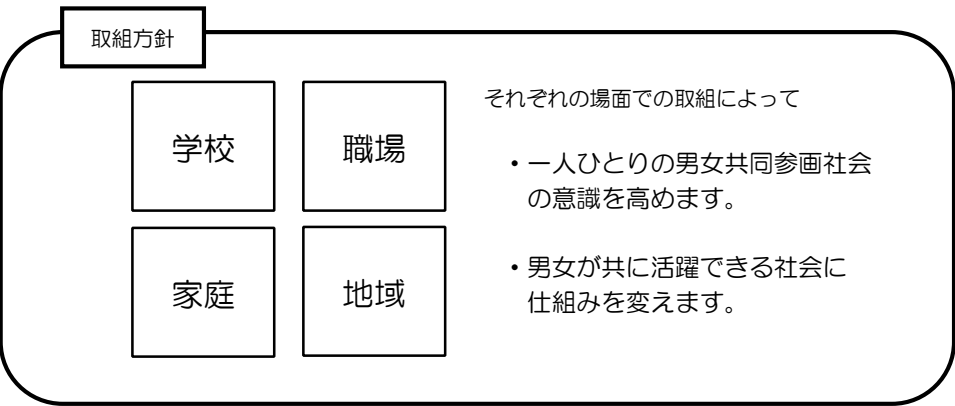 取組方針
学校
職場
家庭
地域
それぞれの場面での取組によって
・一人ひとりの男女共同参画社会
の意識を高めます。
・男女が共に活躍できる社会に
仕組みを変えます。